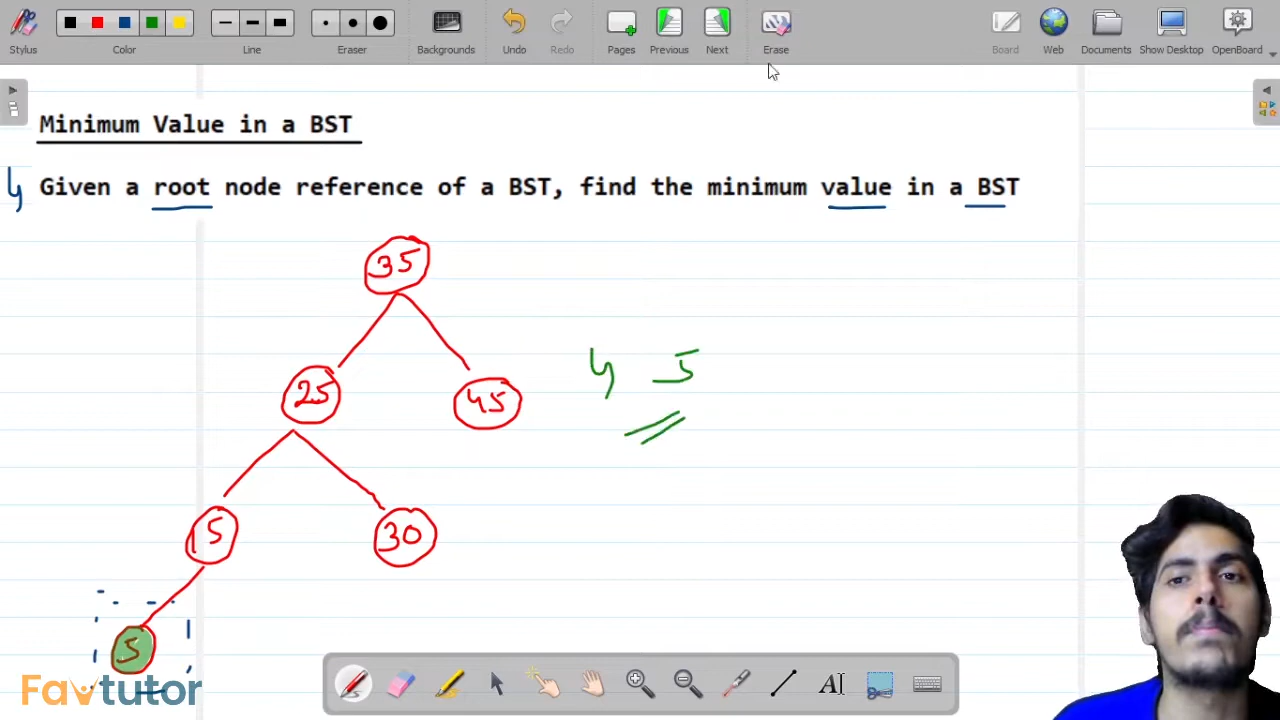 Stylus Color Line Eraser Backgrounds Undo Redo Pages Previous Next Erase Board Web Documents Show Desktop OpenBoard
Minimum Value in a BST
Given a root node reference of a BST, find the minimum value in a BST
35
5
25 45
15 30
5
Favtutor